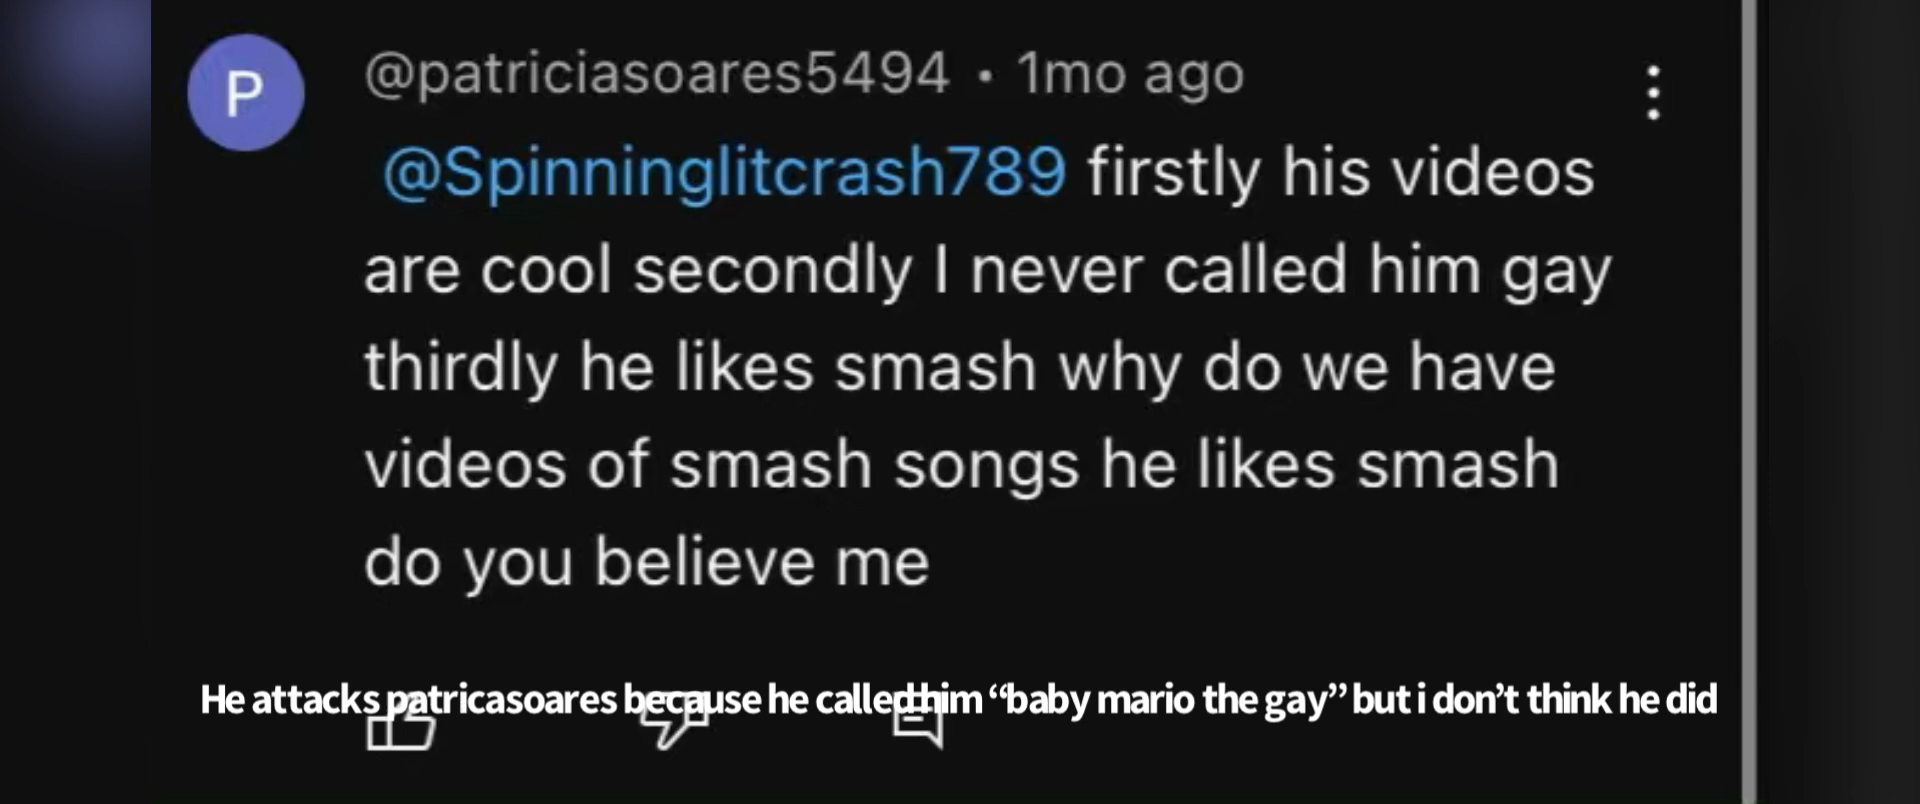 P
@patriciasoares5494 • 1mo ago
@Spinninglitcrash789 firstly his videos
are cool secondly I never called him gay
thirdly he likes smash why do we have
videos of smash songs he likes smash
do you believe me
He attacks patricasoares because he called him “baby mario the gay” but i don’t think he did